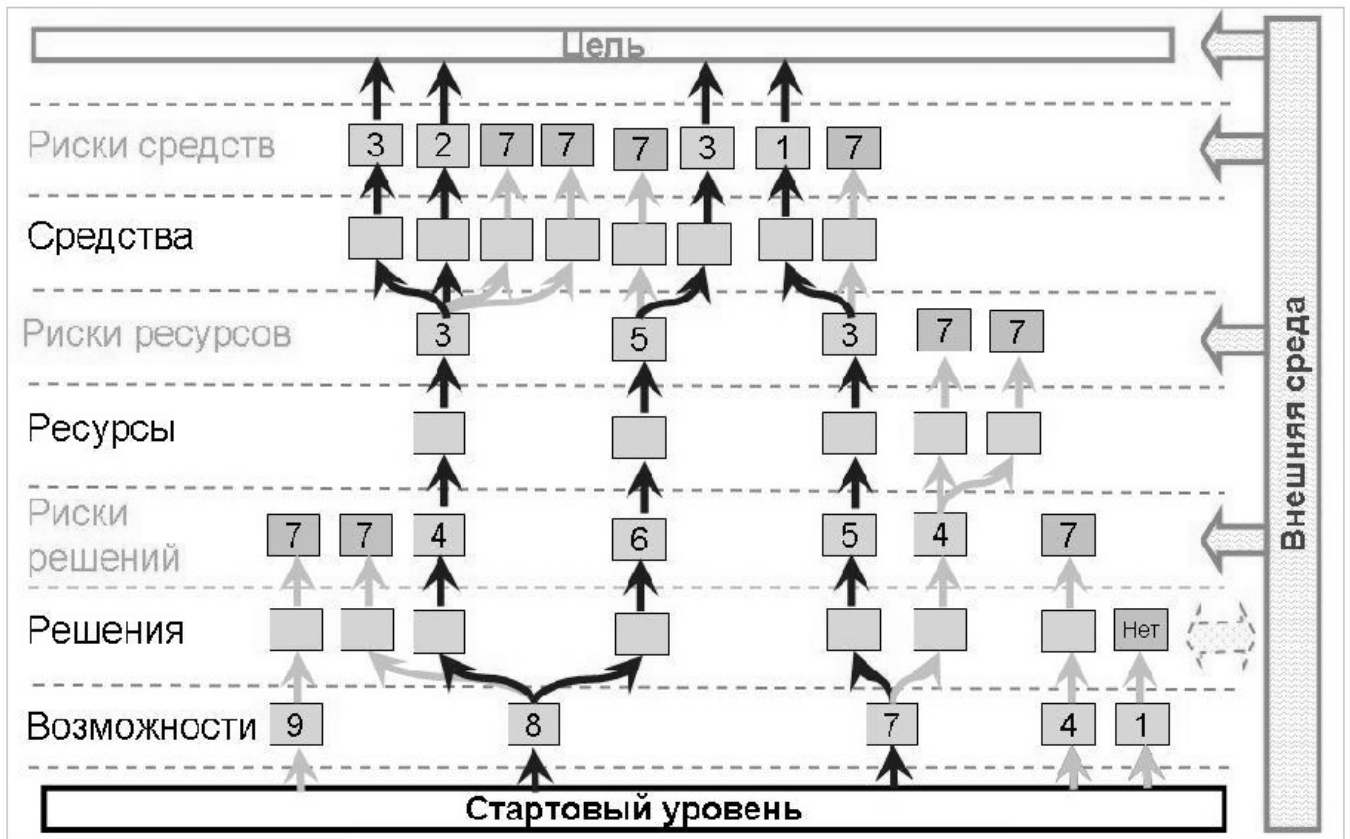 Цель
Риски средств
3 2 7 7 7 3 1 7
Средства
Риски ресурсов
3 5 3 7 7
Ресурсы
Риски
решений
7 7 4 6 5 4 7
Решения
Нет
Возможности
9 8 7 4 1
Стартовый уровень
Внешняя среда